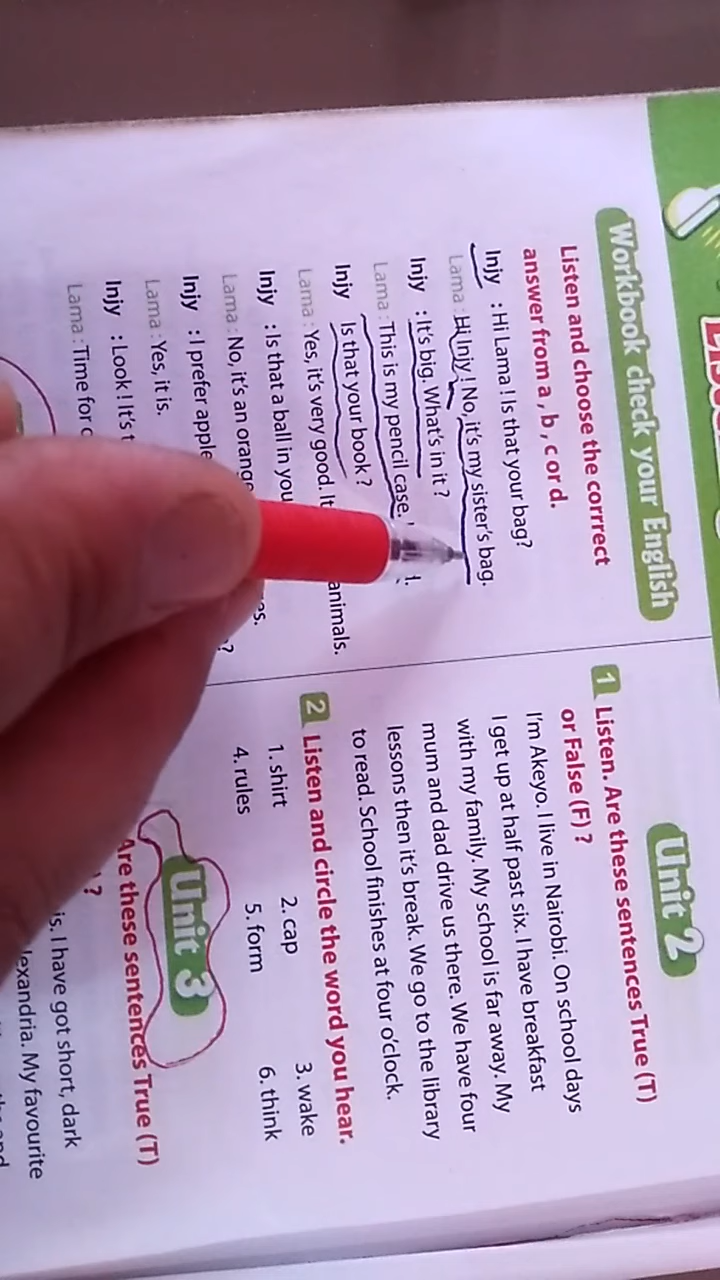 Workbook check your English
Listen and choose the corrrect
answer from a , b , c or d.
Injy : Hi Lama ! Is that your bag?
Lama : Hi Injy ! No, it's my sister's bag.
Injy : It's big. What's in it ?
Lama : This is my pencil case.
Injy Is that your book ?
Lama : Yes, it's very good. animals.
Injy : Is that a ball in
Lama : No, it's an orange
Injy : I prefer
Lama : Yes, it is.
Injy : Look ! It's
Lama : Time for
Unit 2
1 Listen. Are these sentences True (T)
or False (F) ?
I'm Akeyo. I live in Nairobi. On school days
I get up at half past six. I have breakfast
with my family. My school is far away. My
mum and dad drive us there. We have four
lessons then it's break. We go to the library
to read. School finishes at four o'clock.
2 Listen and circle the word you hear.
1. shirt 2. cap 3. wake
4. rules 5. form 6. think
Unit 3
Are these sentences True (T)
?
is. I have got short, dark
My favourite